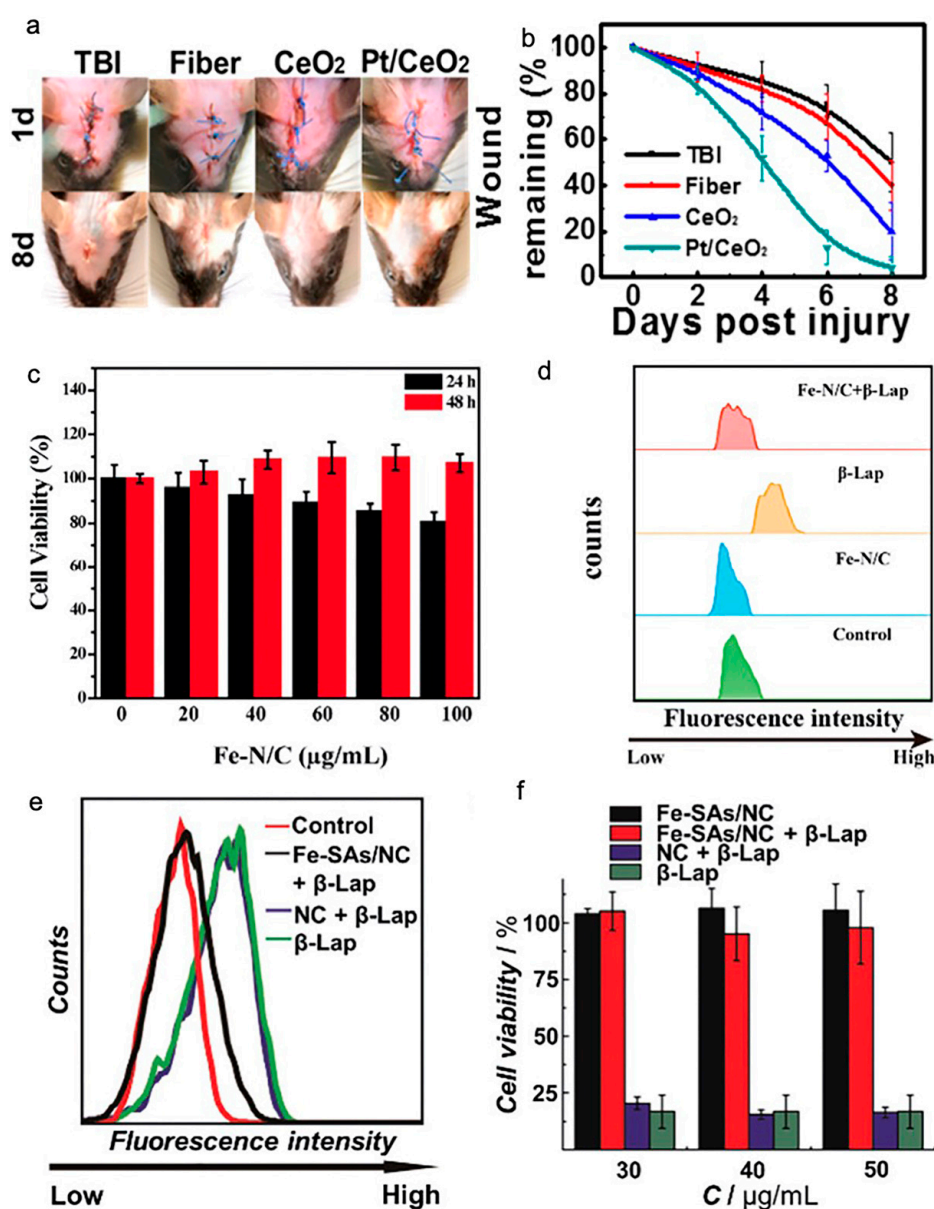 a
TBI Fiber CeO₂ Pt/CeO₂
1d
8d
b
Wound
remaining (%
100
80
60
40
20
0
TBI
Fiber
CeO₂
Pt/CeO₂
0 2 4 6 8
Days post injury
c
Cell Viability (%)
140
120
100
80
60
40
20
0
24 h
48 h
0 20 40 60 80 100
Fe-N/C (µg/mL)
d
counts
Fe-N/C+β-Lap
β-Lap
Fe-N/C
Control
Fluorescence intensity
Low High
e
Counts
Control
Fe-SAs/NC
+ β-Lap
NC + β-Lap
β-Lap
Fluorescence intensity
Low High
f
Fe-SAs/NC
Fe-SAs/NC + β-Lap
NC + β-Lap
β-Lap
Cell viability / %
100
75
50
25
30 40 50
C / µg/mL